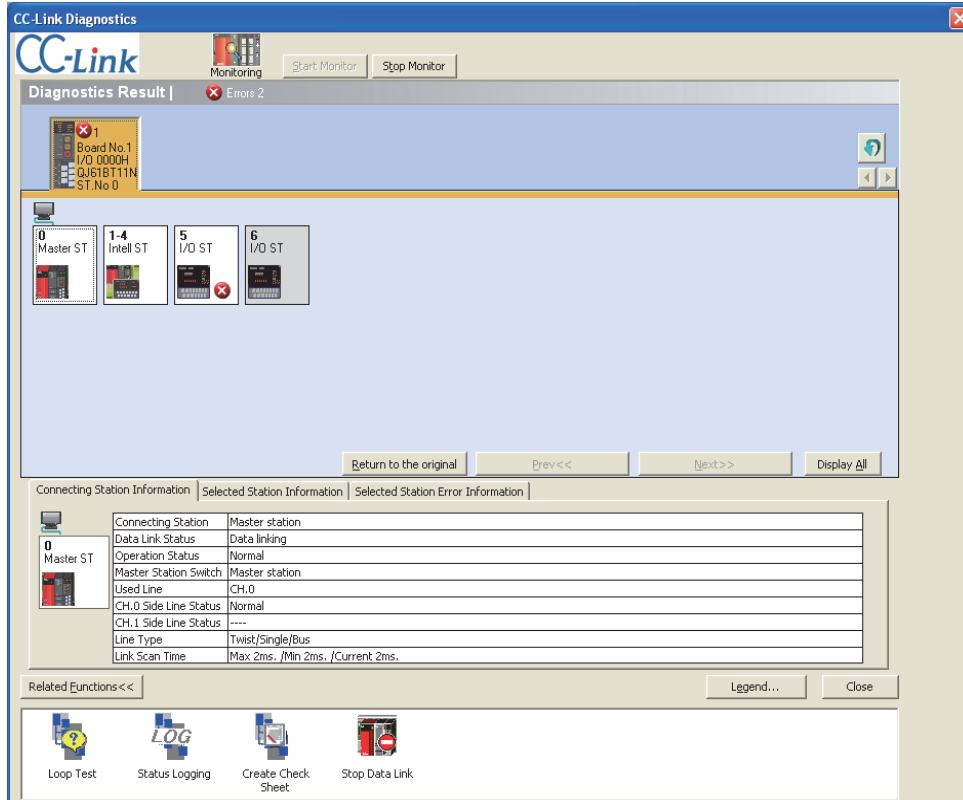 CC-Link Diagnostics
CC-Link
Monitoring
Start Monitor
Stop Monitor
Diagnostics Result |
Errors 2
1
Board No.1
I/O 0000H
QJ61BT11N
ST.No 0
0
Master ST
1-4
Intell ST
5
I/O ST
6
I/O ST
Return to the original
Prev<<
Next>>
Display All
Connecting Station Information
Selected Station Information
Selected Station Error Information
0
Master ST
Connecting Station Master station
Data Link Status Data linking
Operation Status Normal
Master Station Switch Master station
Used Line CH.0
CH.0 Side Line Status Normal
CH.1 Side Line Status ----
Line Type Twist/Single/Bus
Link Scan Time Max 2ms. /Min 2ms. /Current 2ms.
Related Functions<<
Legend...
Close
LOG
Loop Test
Status Logging
Create Check
Sheet
Stop Data Link